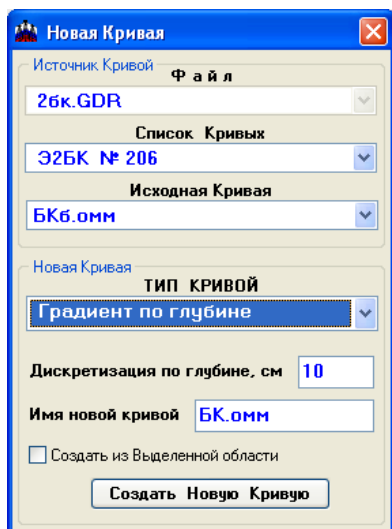 Новая Кривая
Источник Кривой
Файл
2бк.GDR
Список Кривых
Э2БК № 206
Исходная Кривая
БКб.омм
Новая Кривая
ТИП КРИВОЙ
Градиент по глубине
Дискретизация по глубине, см 10
Имя новой кривой БК.омм
Создать из Выделенной области
Создать Новую Кривую